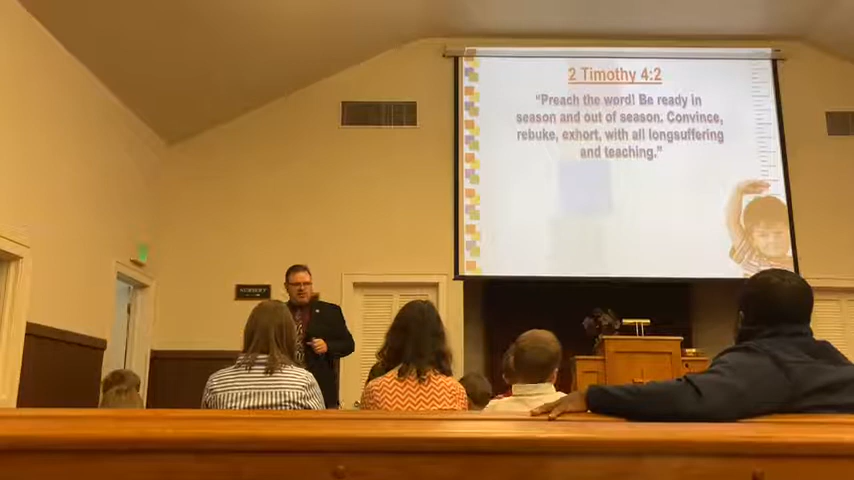 2 Timothy 4:2
"Preach the word! Be ready in
season and out of season. Convince,
rebuke, exhort, with all longsuffering
and teaching."
NURSERY